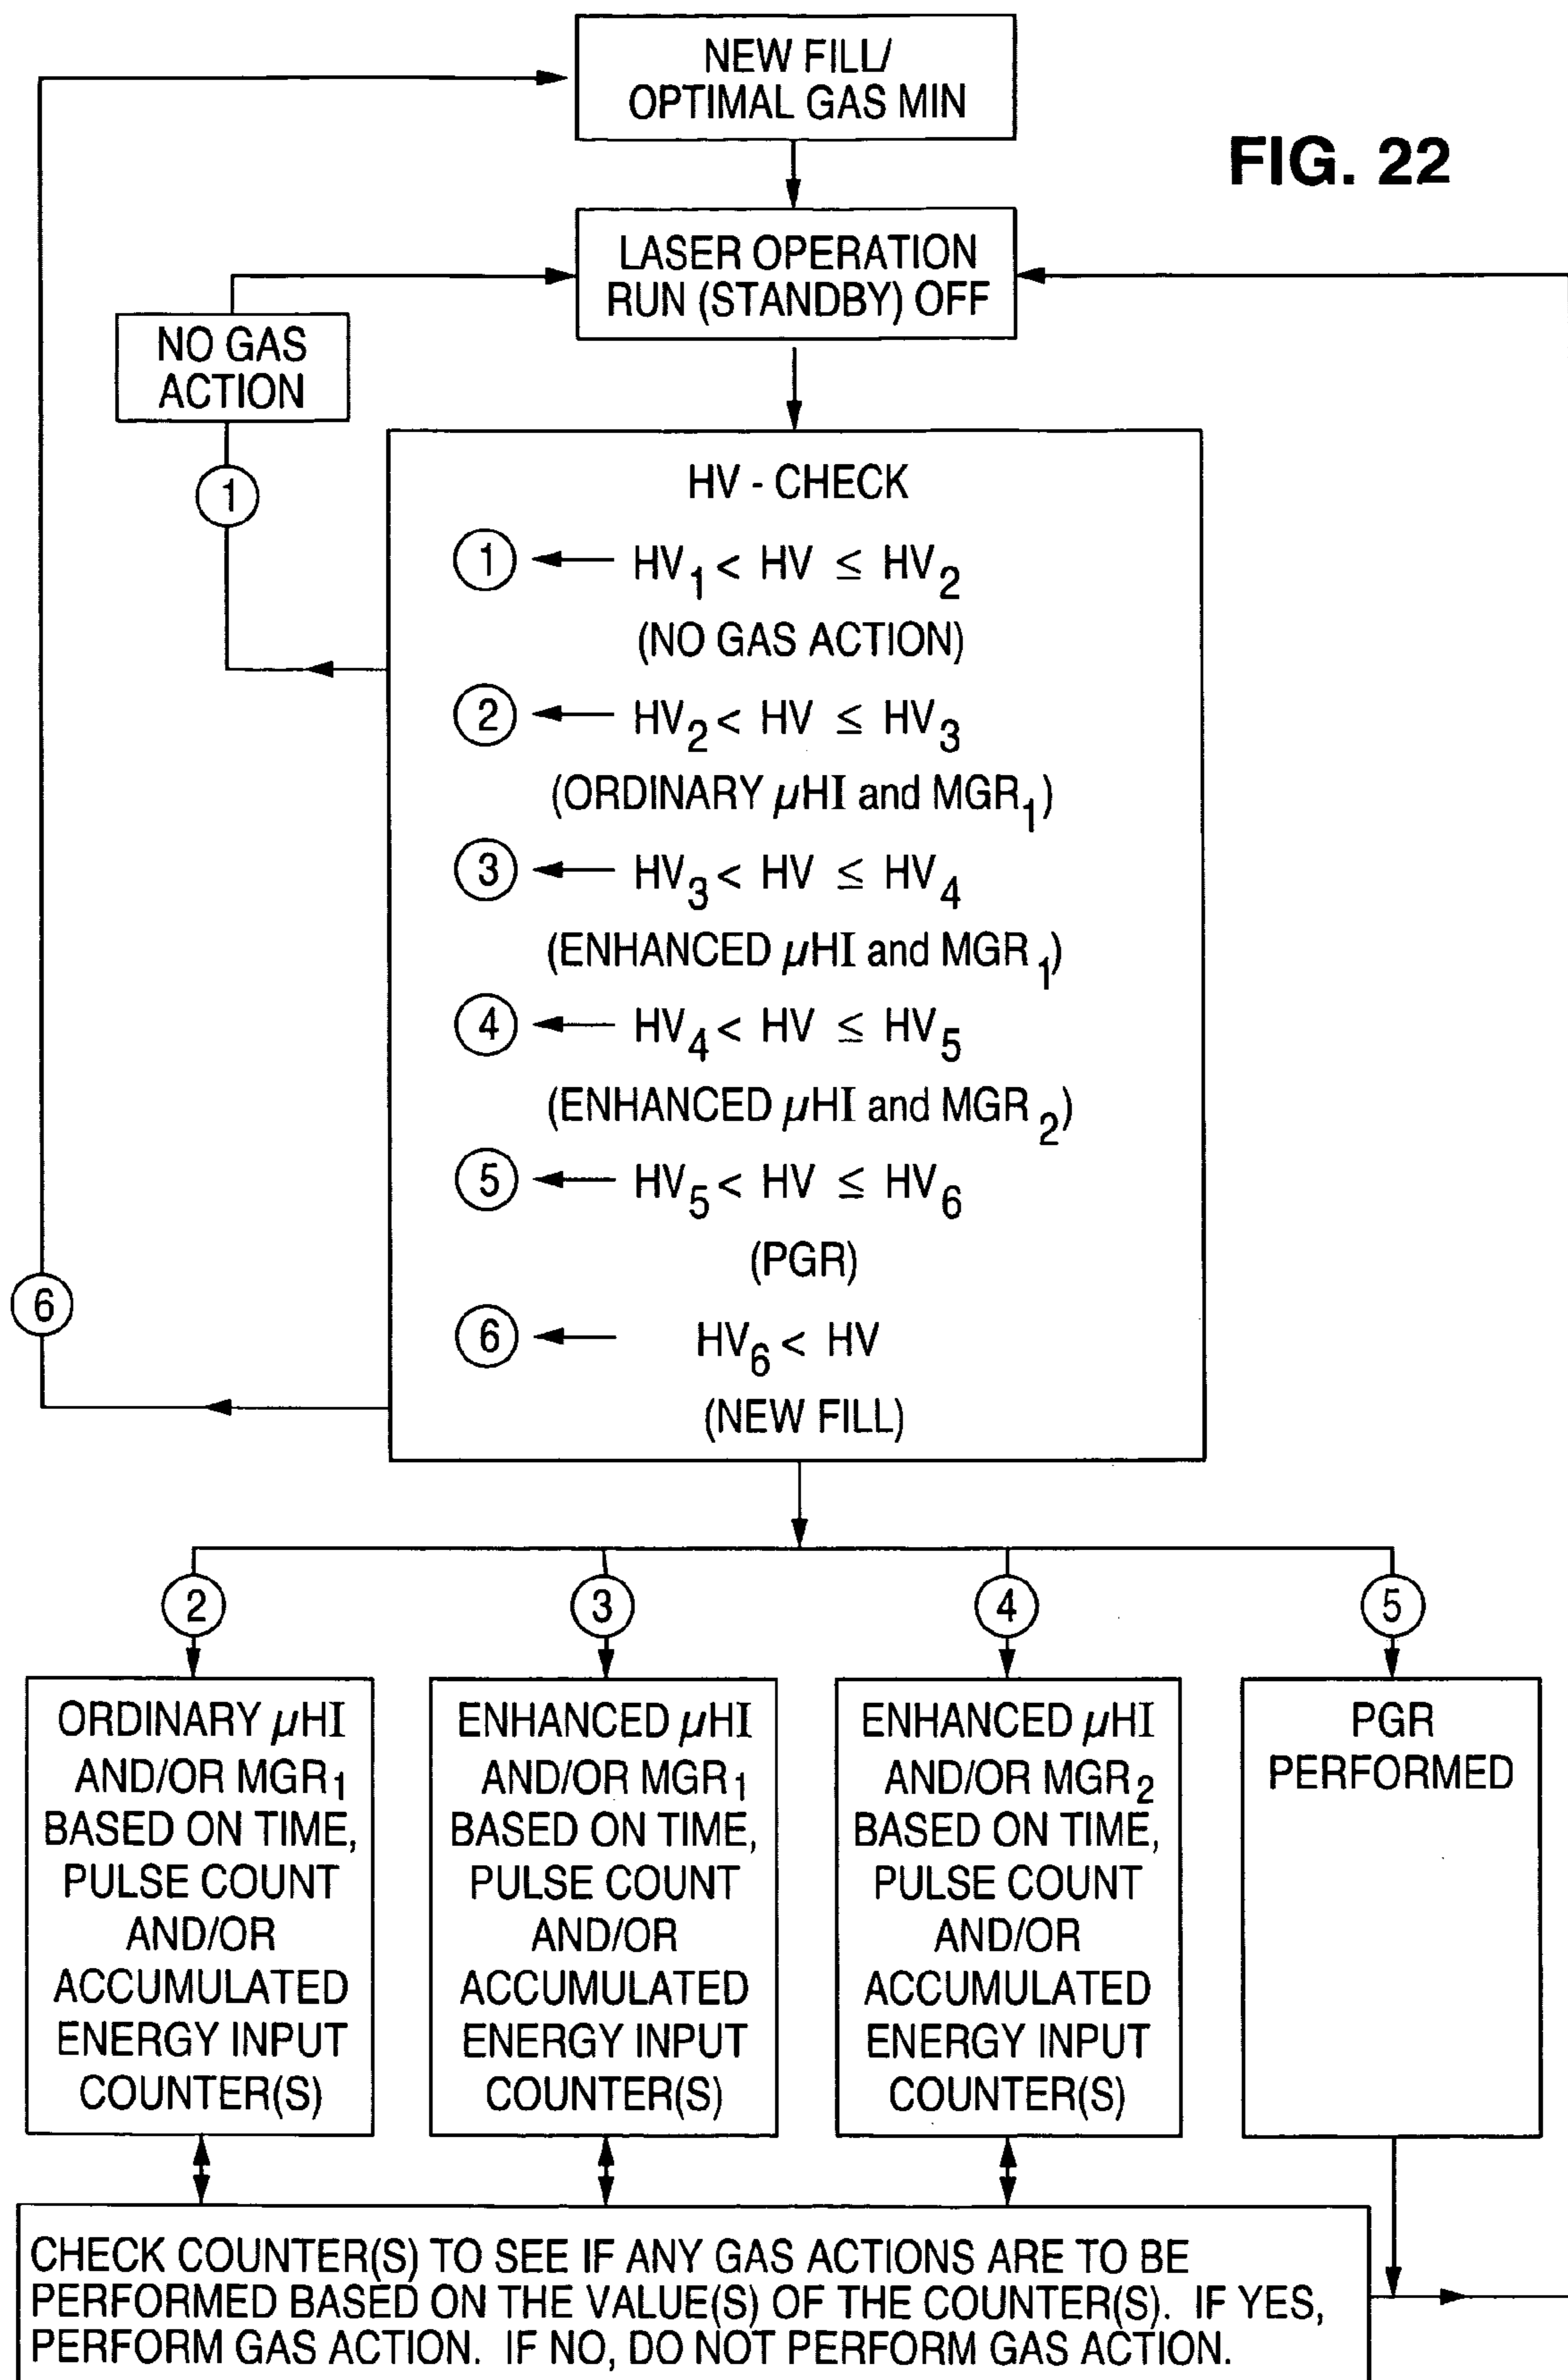 NEW FILL/
OPTIMAL GAS MIN
FIG. 22
LASER OPERATION
RUN (STANDBY) OFF
NO GAS
ACTION
1
HV - CHECK
1 HV1 < HV ≤ HV2
(NO GAS ACTION)
2 HV2 < HV ≤ HV3
(ORDINARY μHI and MGR1)
3 HV3 < HV ≤ HV4
(ENHANCED μHI and MGR1)
4 HV4 < HV ≤ HV5
(ENHANCED μHI and MGR2)
5 HV5 < HV ≤ HV6
(PGR)
6 HV6 < HV
(NEW FILL)
6
2
3
4
5
ORDINARY μHI
AND/OR MGR1
BASED ON TIME,
PULSE COUNT
AND/OR
ACCUMULATED
ENERGY INPUT
COUNTER(S)
ENHANCED μHI
AND/OR MGR1
BASED ON TIME,
PULSE COUNT
AND/OR
ACCUMULATED
ENERGY INPUT
COUNTER(S)
ENHANCED μHI
AND/OR MGR2
BASED ON TIME,
PULSE COUNT
AND/OR
ACCUMULATED
ENERGY INPUT
COUNTER(S)
PGR
PERFORMED
CHECK COUNTER(S) TO SEE IF ANY GAS ACTIONS ARE TO BE
PERFORMED BASED ON THE VALUE(S) OF THE COUNTER(S). IF YES,
PERFORM GAS ACTION. IF NO, DO NOT PERFORM GAS ACTION.